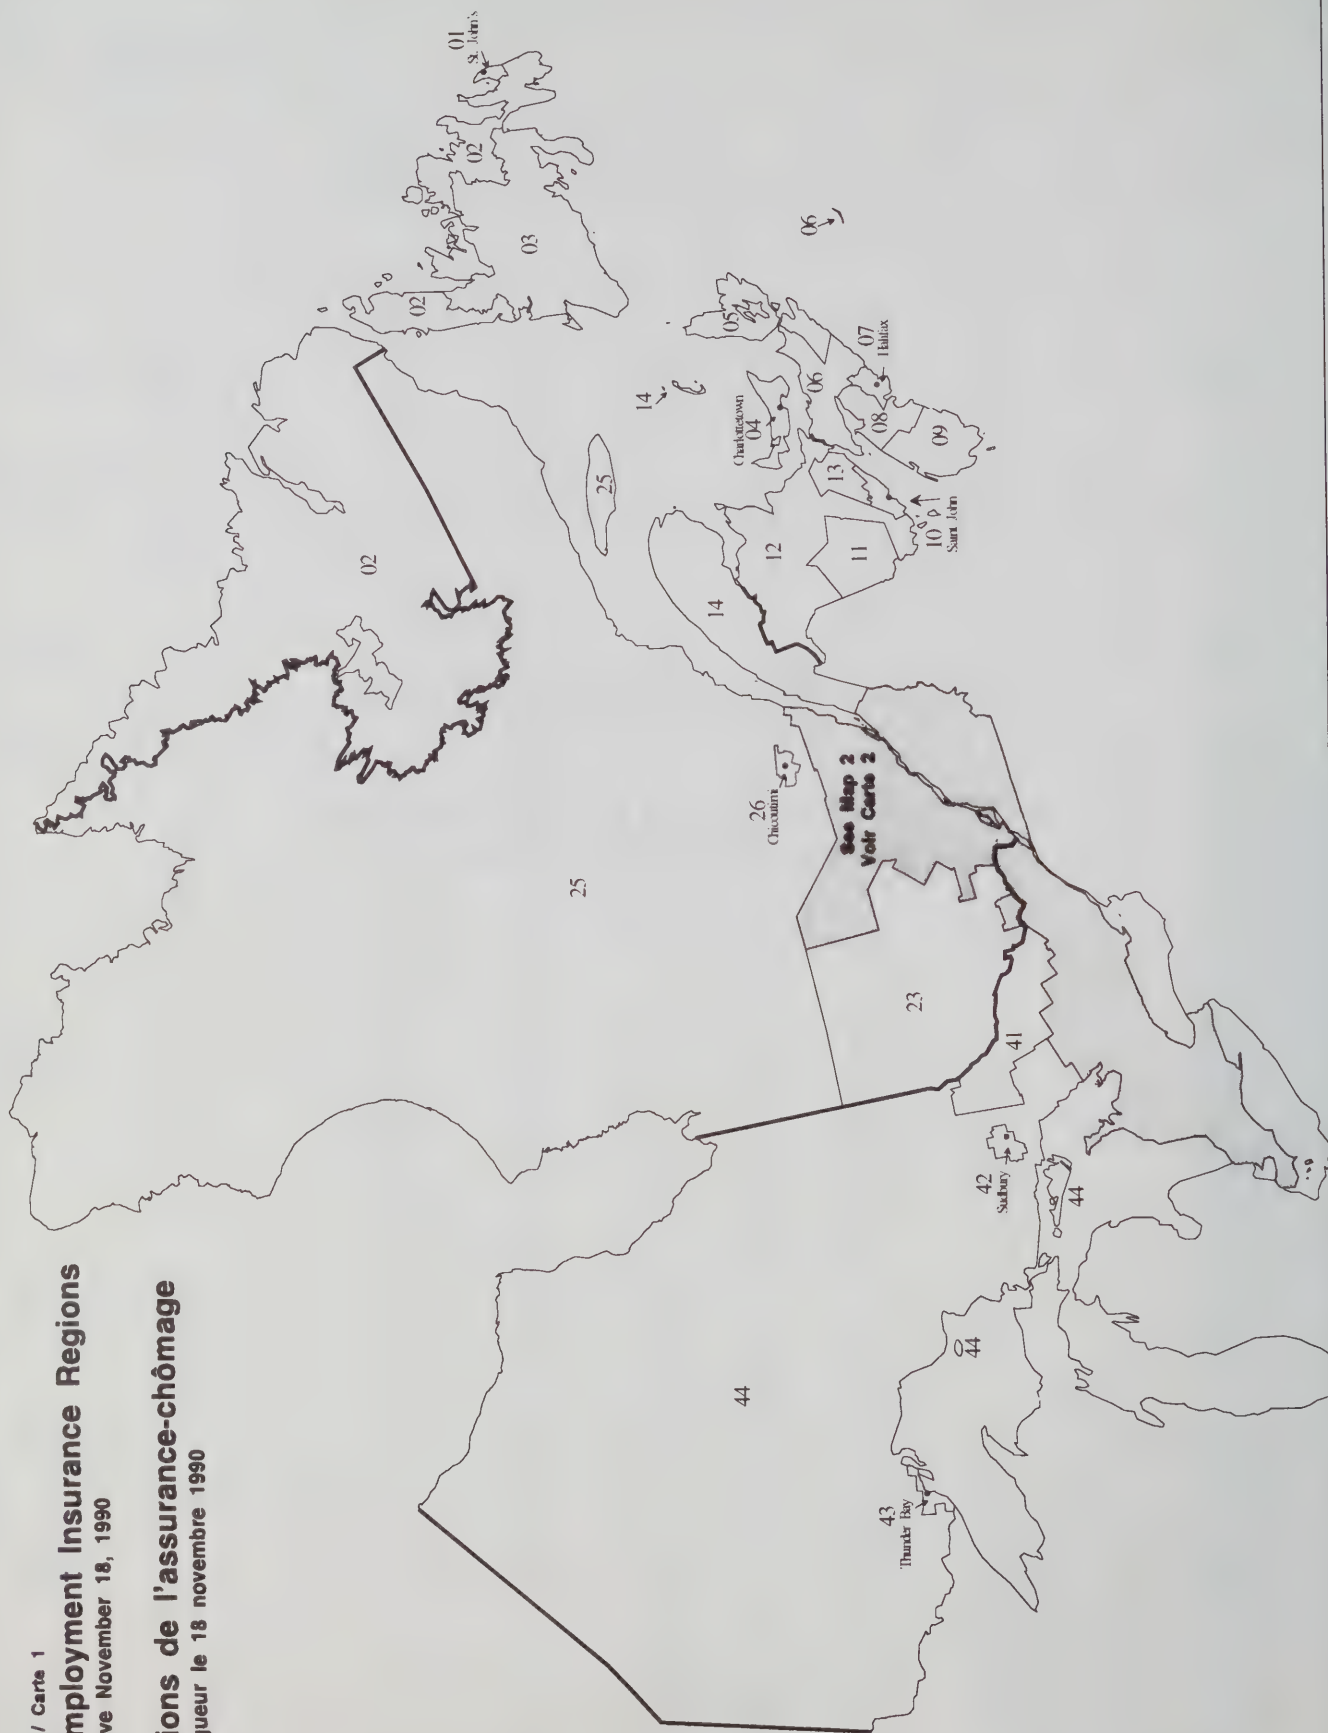 / Carte 1
mployment Insurance Regions
ve November 18, 1990
ions de l'assurance-chômage
gueur le 18 novembre 1990
02
02
01
St. John's
02
03
25
25
14
14
05
44
Charlottetown
04
26
Chicoutimi
12
06
06
13
See Map 2
Voir Carte 2
11
07
Halifax
08
43
Thunder Bay
23
10
Saint John
09
44
42
Sudbury
41
44